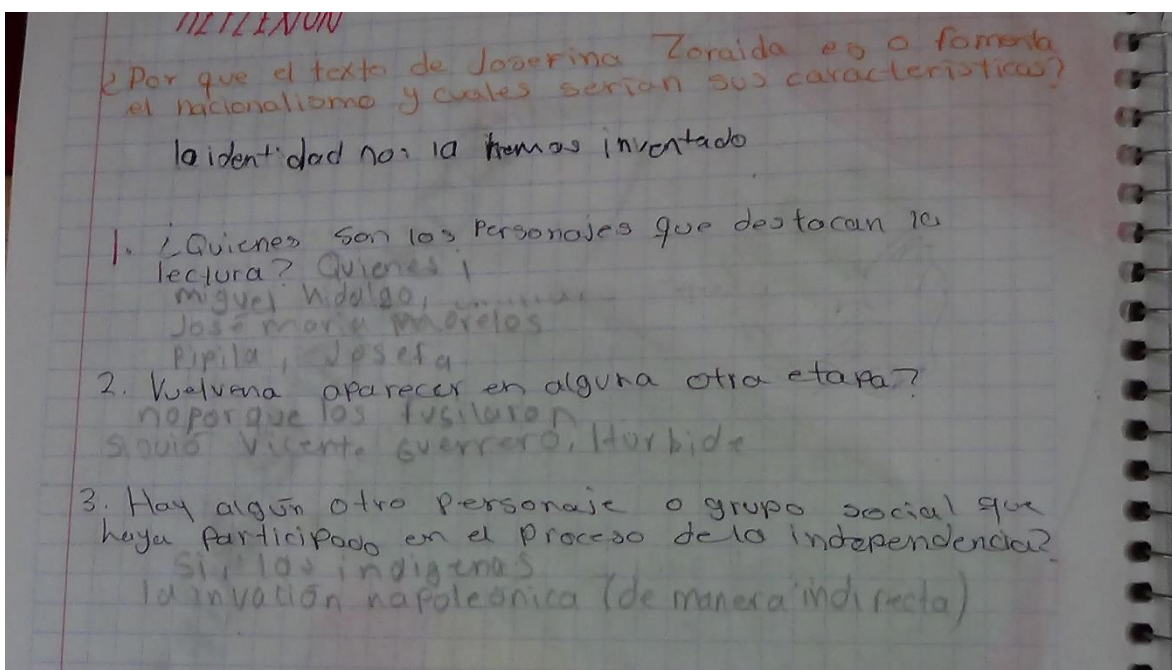 REFLEXION
¿Por que el texto de Joserina Zoraida es o fomenta
el nacionalismo y cuales serian sus caracteristicas?
la identidad nos la hemos inventado
1. ¿Quienes son los Personajes que destacan la
lectura? Quienes
miguel hidalgo,
José maria morelos
Pipila, Josefa
2. Vuelvena aparecer en alguna otra etapa?
noporque los fusilaron
siguió Vicente Guerrero, Iturbide
3. Hay algún otro personaje o grupo social que
haya Participado en el Proceso dela independencia?
si, los indigenas
la invación napoleonica (de manera indirecta)